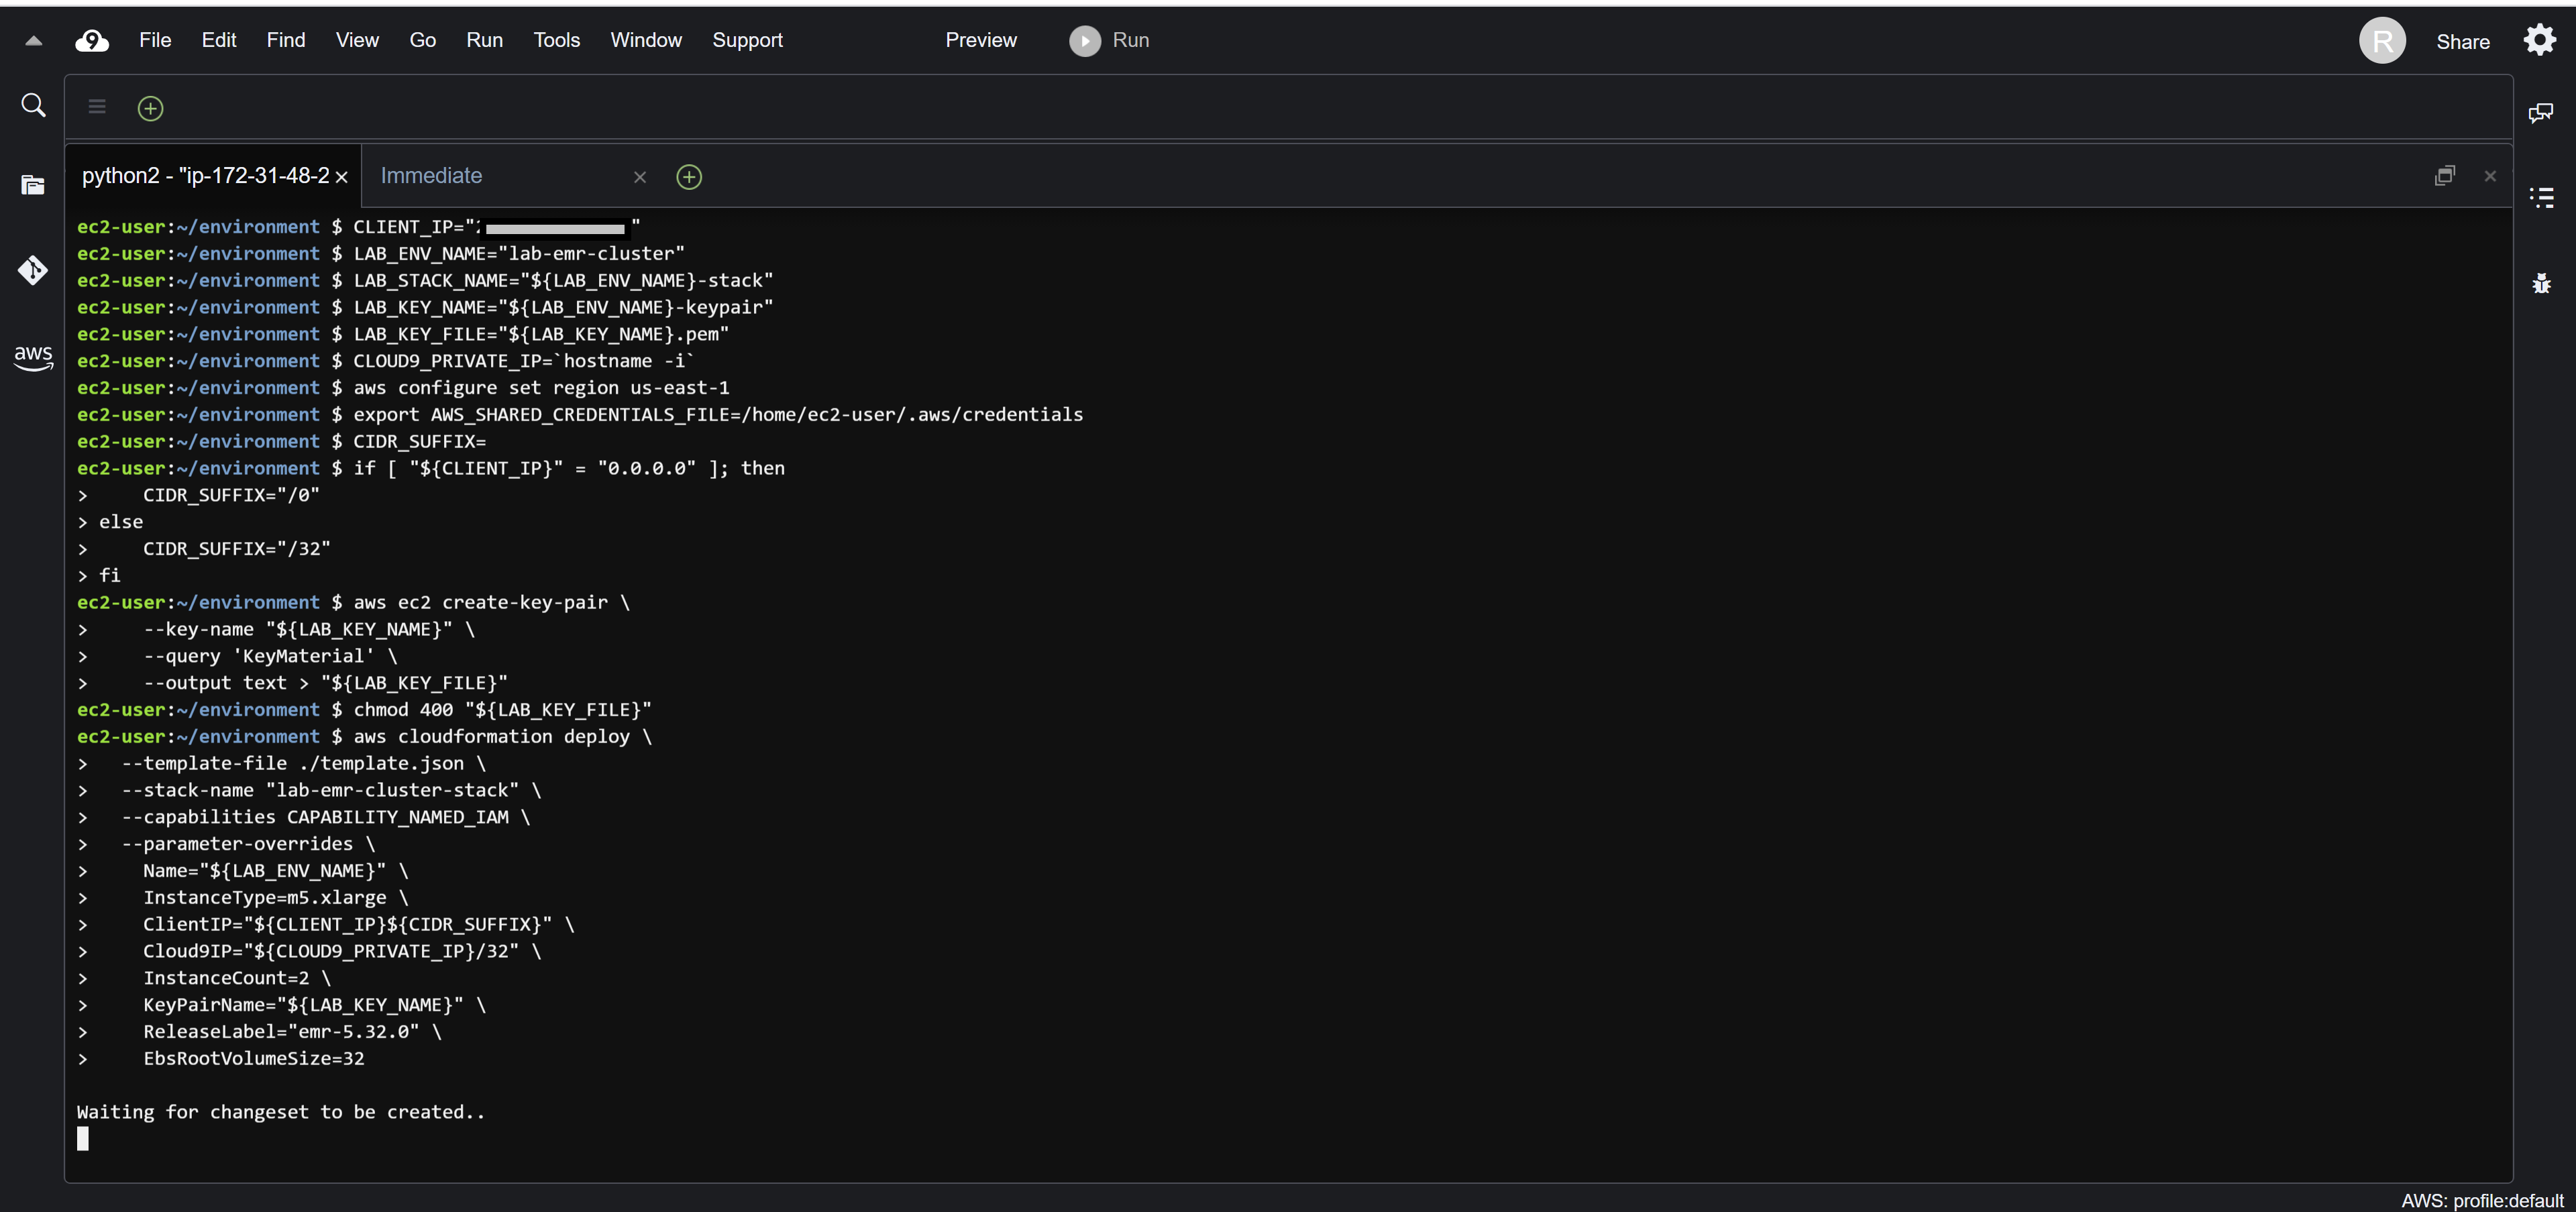 File Edit Find View Go Run Tools Window Support Preview Run R Share
python2 - "ip-172-31-48-2 Immediate
ec2-user:~/environment $ CLIENT_IP=" "
ec2-user:~/environment $ LAB_ENV_NAME="lab-emr-cluster"
ec2-user:~/environment $ LAB_STACK_NAME="${LAB_ENV_NAME}-stack"
ec2-user:~/environment $ LAB_KEY_NAME="${LAB_ENV_NAME}-keypair"
ec2-user:~/environment $ LAB_KEY_FILE="${LAB_KEY_NAME}.pem"
ec2-user:~/environment $ CLOUD9_PRIVATE_IP=`hostname -i`
ec2-user:~/environment $ aws configure set region us-east-1
ec2-user:~/environment $ export AWS_SHARED_CREDENTIALS_FILE=/home/ec2-user/.aws/credentials
ec2-user:~/environment $ CIDR_SUFFIX=
ec2-user:~/environment $ if [ "${CLIENT_IP}" = "0.0.0.0" ]; then
>     CIDR_SUFFIX="/0"
> else
>     CIDR_SUFFIX="/32"
> fi
ec2-user:~/environment $ aws ec2 create-key-pair \
>     --key-name "${LAB_KEY_NAME}" \
>     --query 'KeyMaterial' \
>     --output text > "${LAB_KEY_FILE}"
ec2-user:~/environment $ chmod 400 "${LAB_KEY_FILE}"
ec2-user:~/environment $ aws cloudformation deploy \
>   --template-file ./template.json \
>   --stack-name "lab-emr-cluster-stack" \
>   --capabilities CAPABILITY_NAMED_IAM \
>   --parameter-overrides \
>     Name="${LAB_ENV_NAME}" \
>     InstanceType=m5.xlarge \
>     ClientIP="${CLIENT_IP}${CIDR_SUFFIX}" \
>     Cloud9IP="${CLOUD9_PRIVATE_IP}/32" \
>     InstanceCount=2 \
>     KeyPairName="${LAB_KEY_NAME}" \
>     ReleaseLabel="emr-5.32.0" \
>     EbsRootVolumeSize=32
Waiting for changeset to be created..
aws
AWS: profile:default